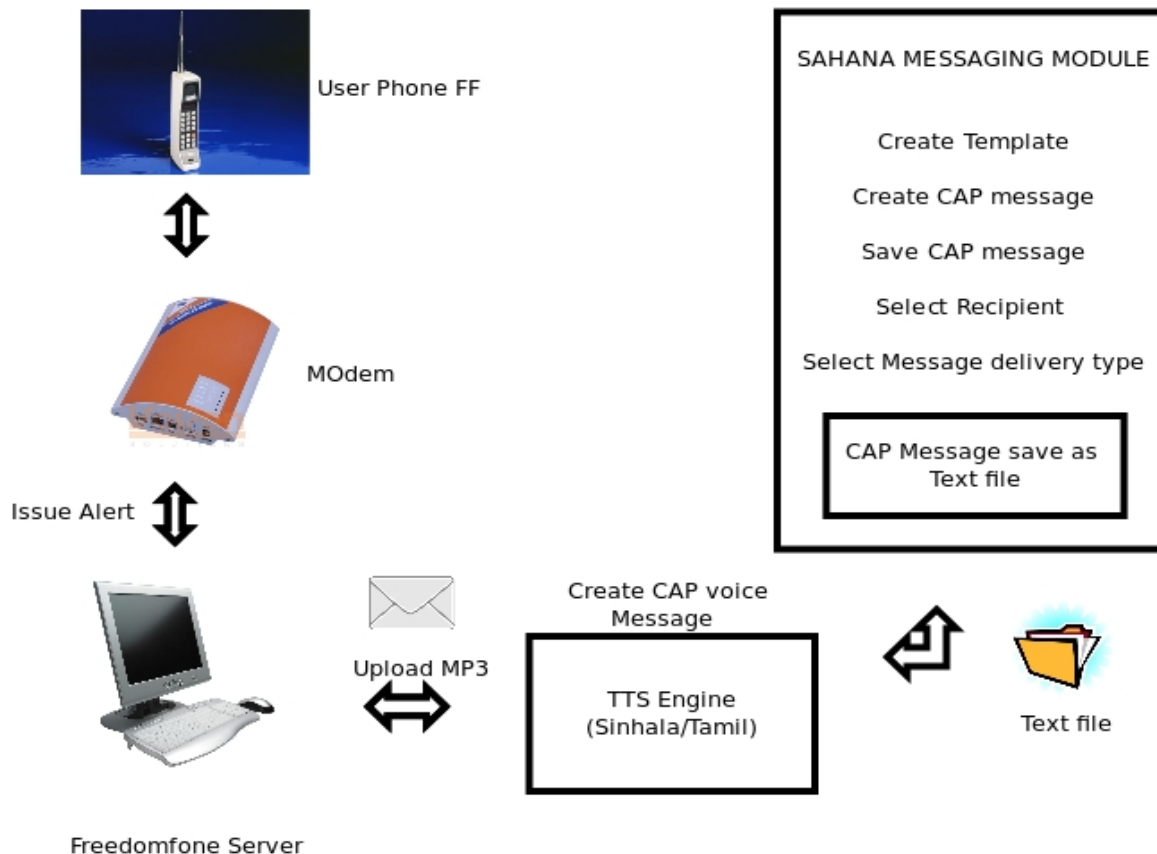 User Phone FF
MOdem
Issue Alert
Upload MP3
Freedomfone Server
Create CAP voice
Message
TTS Engine
(Sinhala/Tamil)
Text file
SAHANA MESSAGING MODULE
Create Template
Create CAP message
Save CAP message
Select Recipient
Select Message delivery type
CAP Message save as
Text file